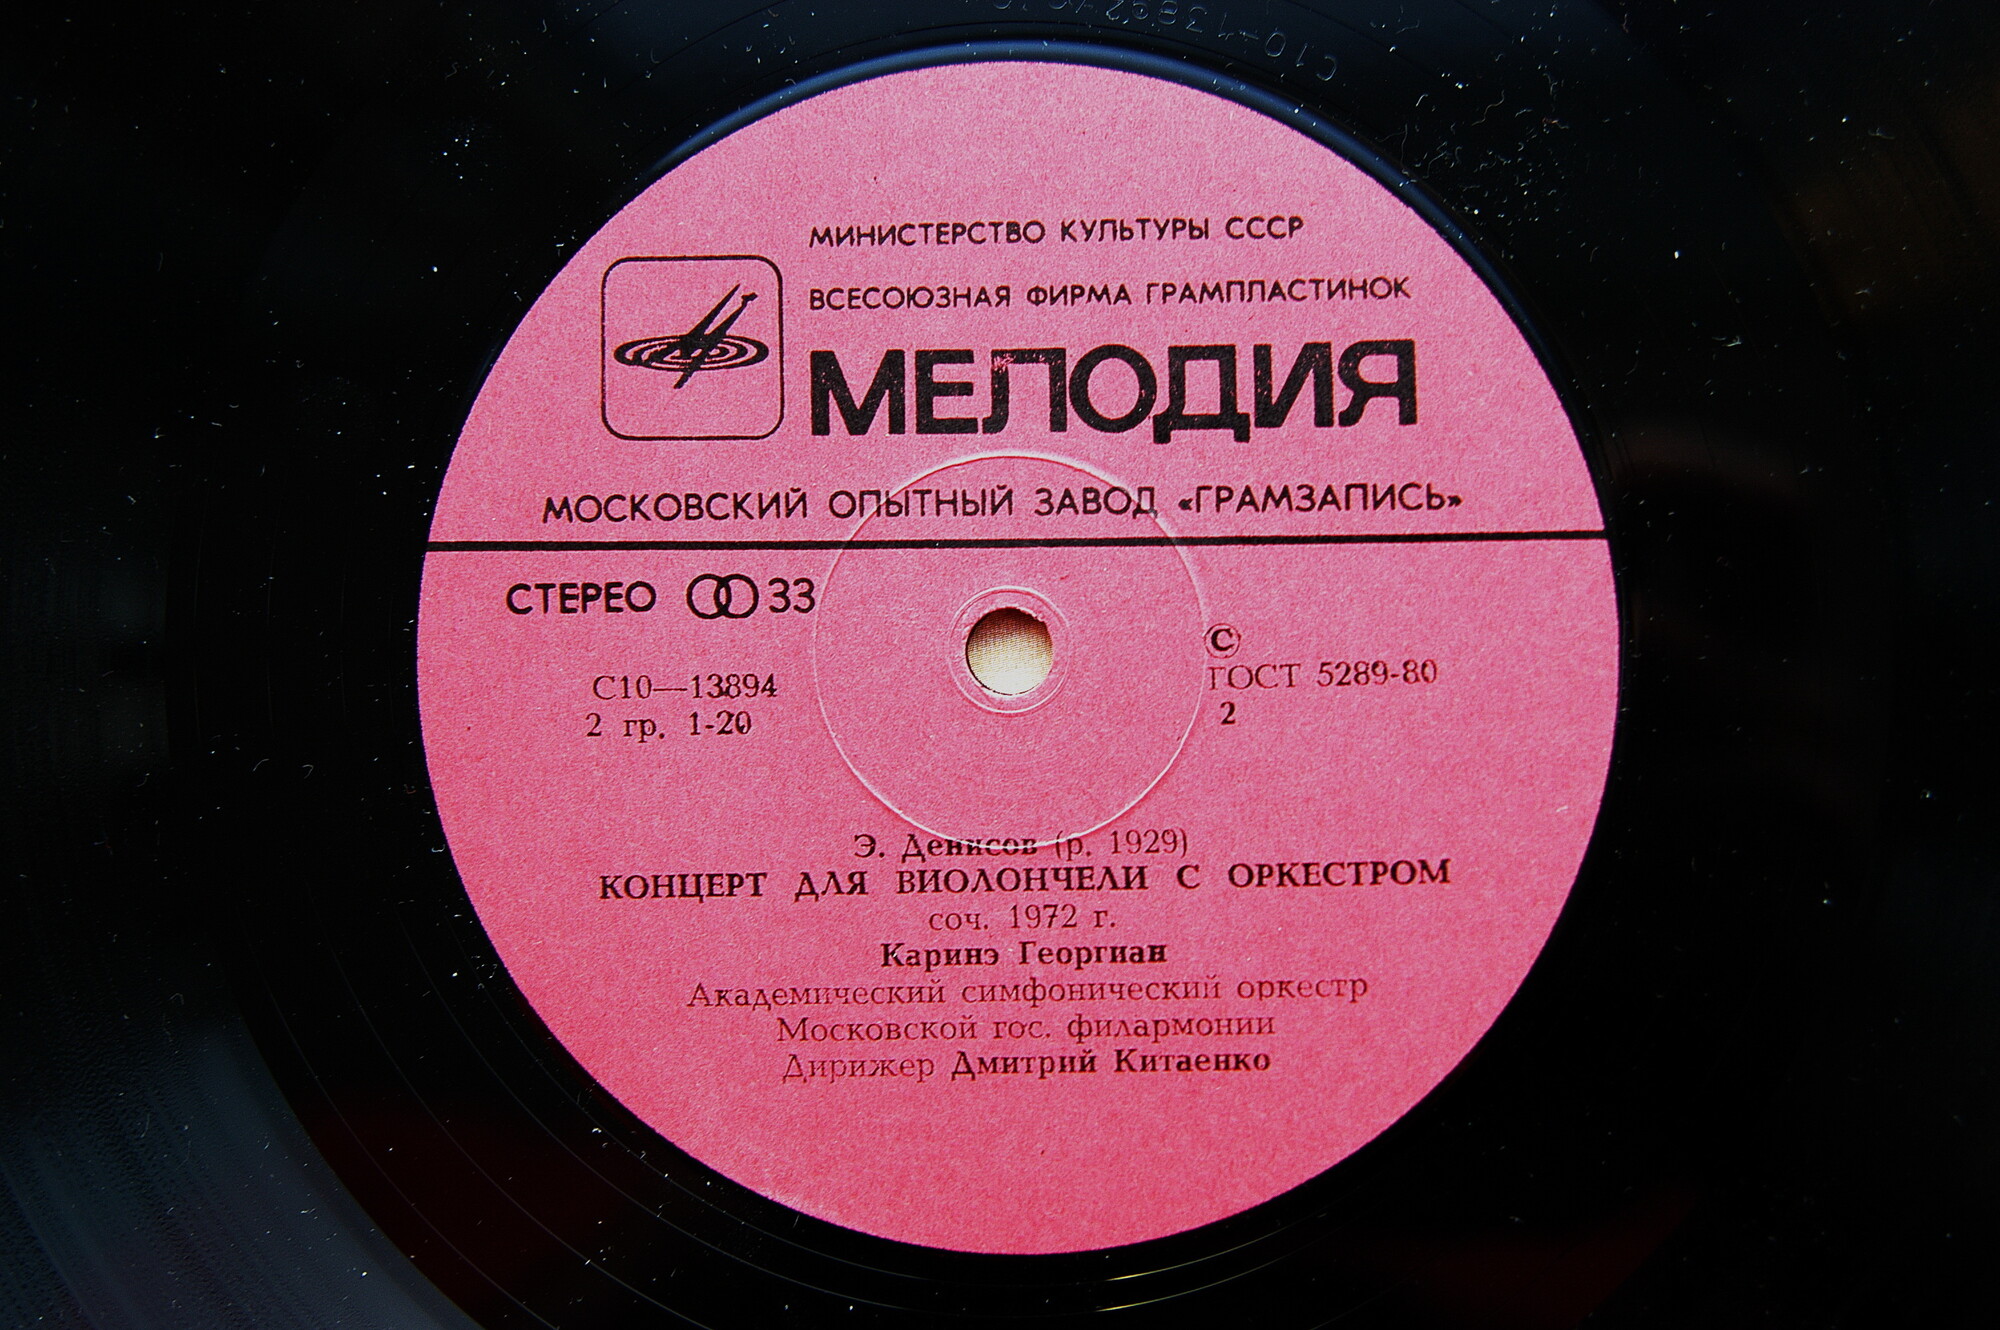 МИНИСТЕРСТВО КУЛЬТУРЫ СССР
ВСЕСОЮЗНАЯ ФИРМА ГРАМПЛАСТИНОК
МЕЛОДИЯ
МОСКОВСКИЙ ОПЫТНЫЙ ЗАВОД «ГРАМЗАПИСЬ»
СТЕРЕО 33
С10—13894
2 гр. 1-20
©
ГОСТ 5289-80
2
Э. Денисов (р. 1929)
КОНЦЕРТ ДЛЯ ВИОЛОНЧЕЛИ С ОРКЕСТРОМ
соч. 1972 г.
Каринэ Георгиан
Академический симфонический оркестр
Московской гос. филармонии
Дирижер Дмитрий Китаенко